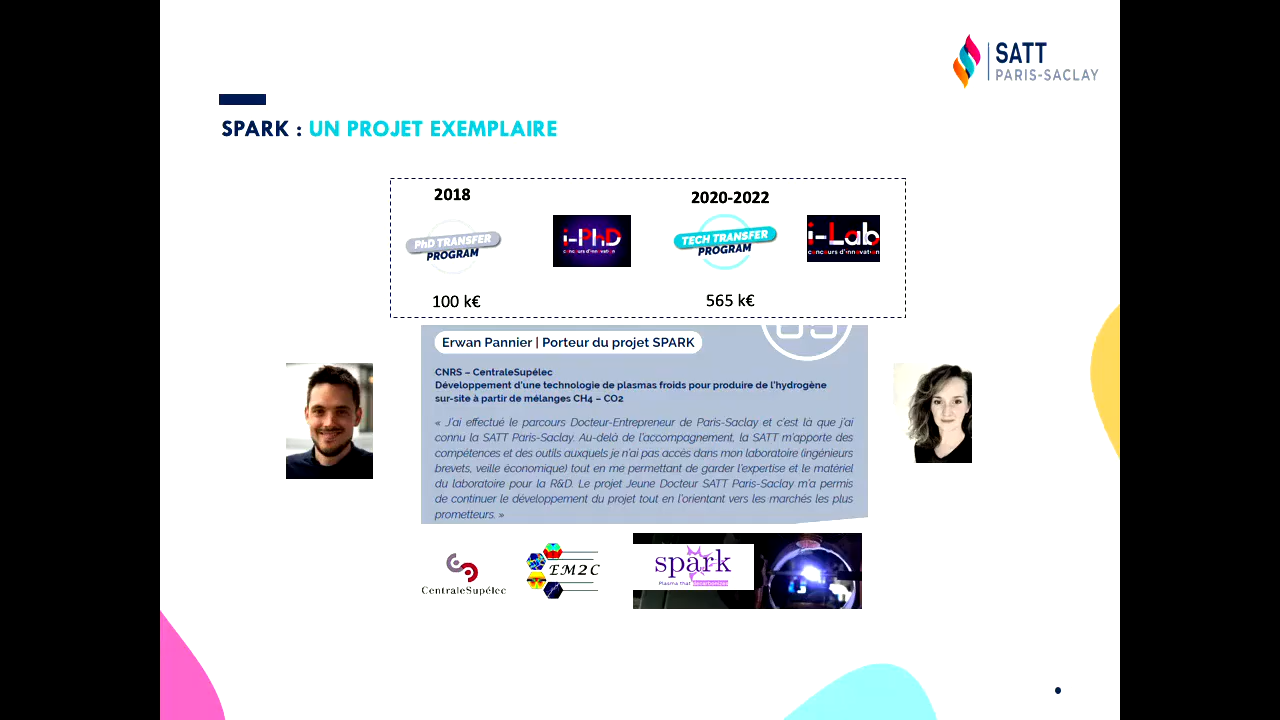 SATT
PARIS-SACLAY
SPARK : UN PROJET EXEMPLAIRE
2018
2020-2022
PhD TRANSFER
PROGRAM
i-PhD
concours d'innovation
TECH TRANSFER
PROGRAM
i-Lab
concours d'innovation
100 k€
565 k€
Erwan Pannier | Porteur du projet SPARK
CNRS – CentraleSupélec
Développement d'une technologie de plasmas froids pour produire de l'hydrogène
sur-site à partir de mélanges CH4 – CO2
« J'ai effectué le parcours Docteur-Entrepreneur de Paris-Saclay et c'est là que j'ai
connu la SATT Paris-Saclay. Au-delà de l'accompagnement, la SATT m'apporte des
compétences et des outils auxquels je n'ai pas accès dans mon laboratoire (ingénieurs
brevets, veille économique) tout en me permettant de garder l'expertise et le matériel
du laboratoire pour la R&D. Le projet Jeune Docteur SATT Paris-Saclay m'a permis
de continuer le développement du projet tout en l'orientant vers les marchés les plus
prometteurs. »
CentraleSupélec
EM2C
spark
Plasma that decarbonizes